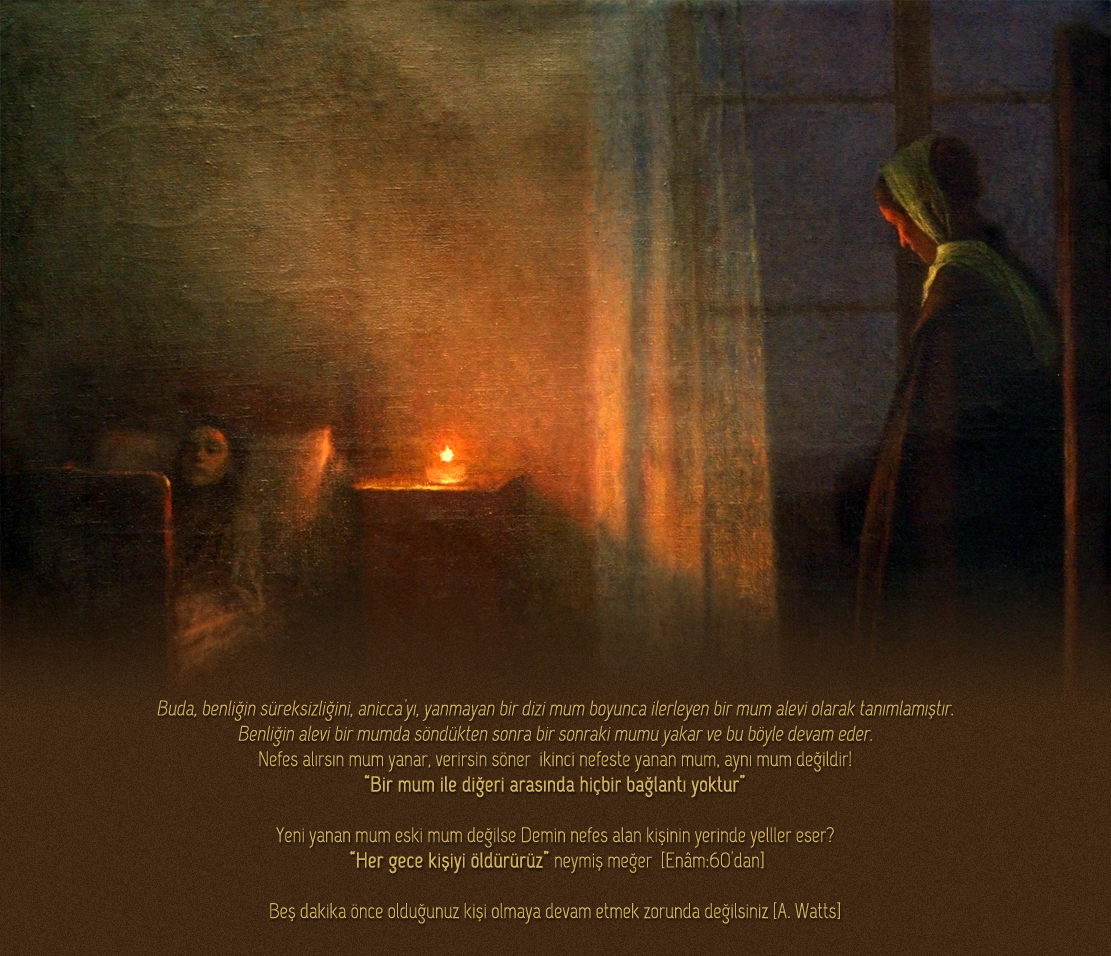 Buda, benliğin süreksizliğini, anicca'yı, yanmayan bir dizi mum boyunca ilerleyen bir mum alevi olarak tanımlamıştır.
Benliğin alevi bir mumda söndükten sonra bir sonraki mumu yakar ve bu böyle devam eder.
Nefes alırsın mum yanar, verirsin söner ikinci nefeste yanan mum, aynı mum değildir!
“Bir mum ile diğeri arasında hiçbir bağlantı yoktur”
Yeni yanan mum eski mum değilse Demin nefes alan kişinin yerinde yelller eser?
“Her gece kişiyi öldürürüz” neymiş meğer [Enâm:60'dan]
Beş dakika önce olduğunuz kişi olmaya devam etmek zorunda değilsiniz [A. Watts]